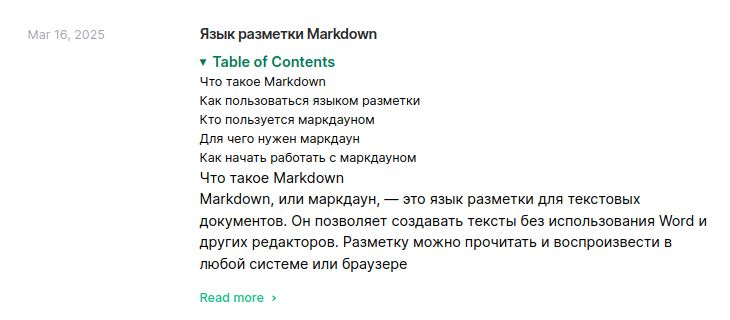 Mar 16, 2025
Язык разметки Markdown
▾ Table of Contents
Что такое Markdown
Как пользоваться языком разметки
Кто пользуется маркдауном
Для чего нужен маркдаун
Как начать работать с маркдауном
Что такое Markdown
Markdown, или маркдаун, — это язык разметки для текстовых
документов. Он позволяет создавать тексты без использования Word и
других редакторов. Разметку можно прочитать и воспроизвести в
любой системе или браузере
Read more ›